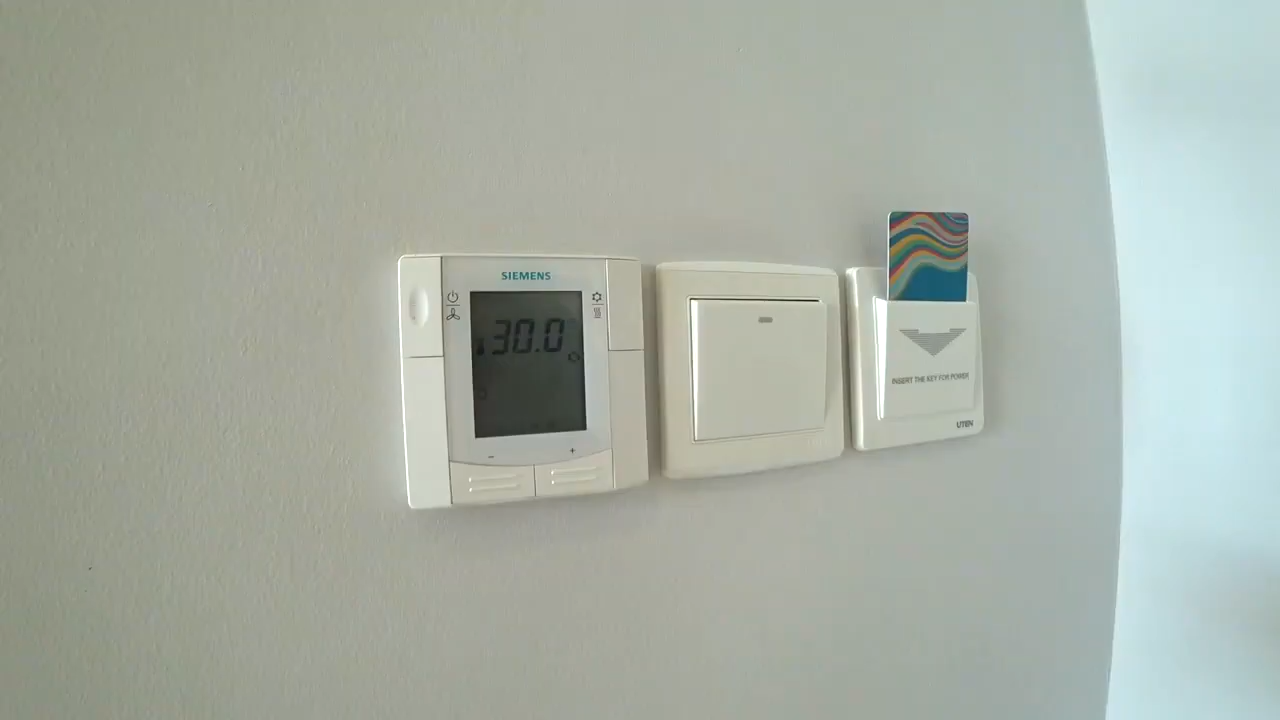 SIEMENS
30.0
- +
INSERT THE KEY FOR POWER
UTEN